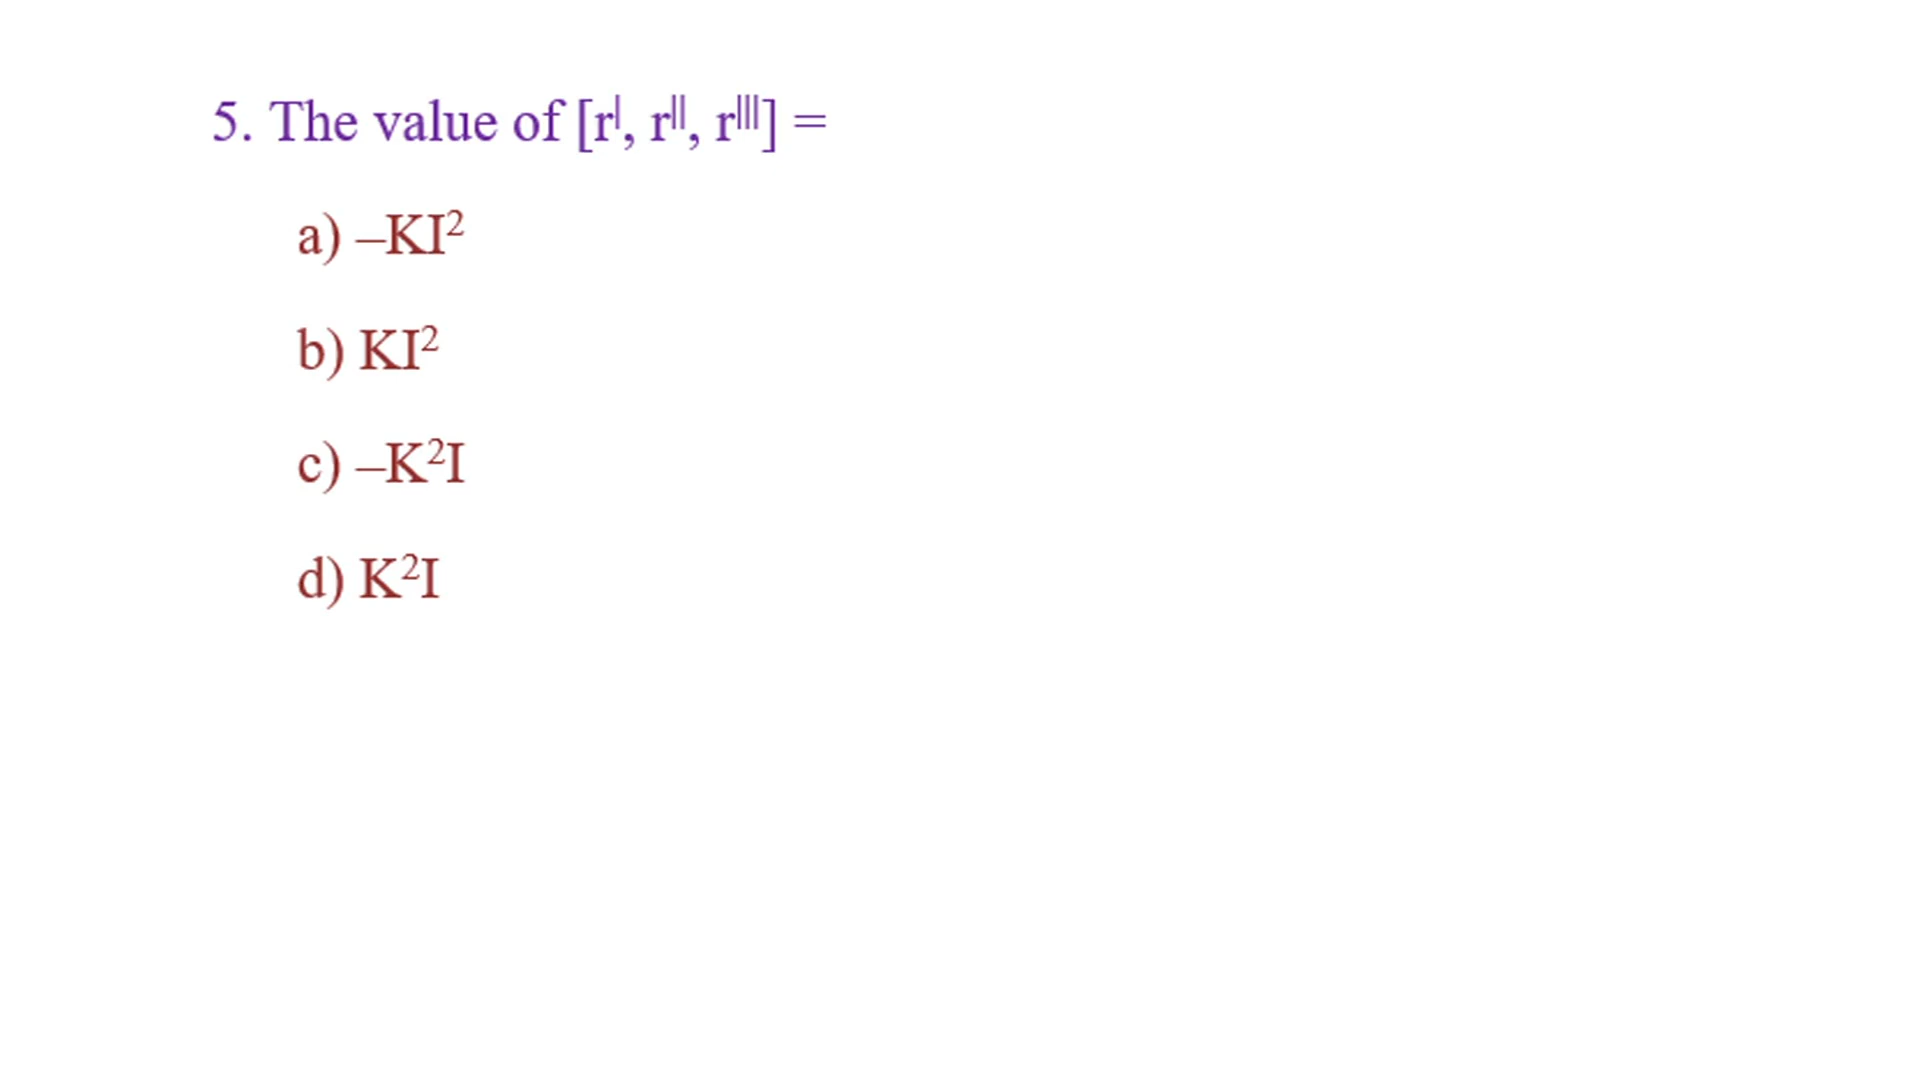 5. The value of [r|, r||, r|||] =
a) –KI²
b) KI²
c) –K²I
d) K²I